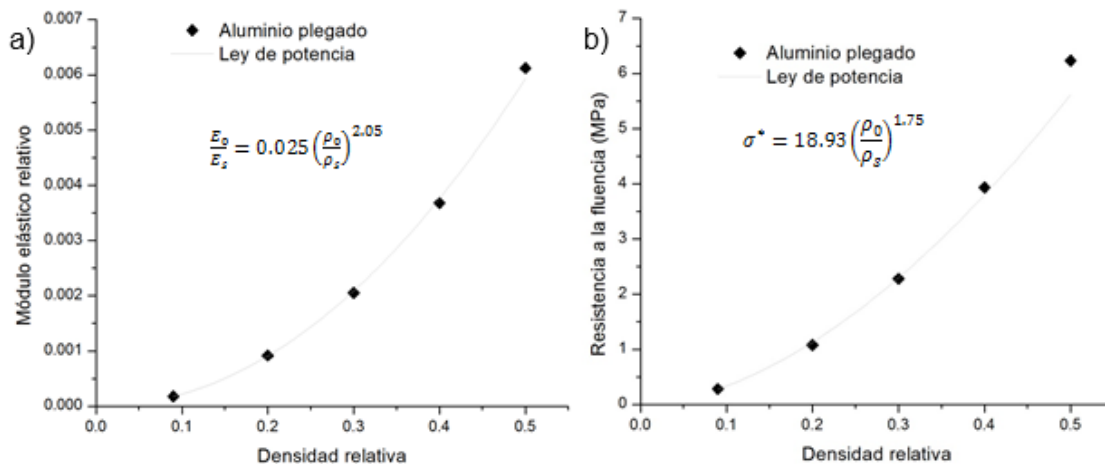 a)
Aluminio plegado
Ley de potencia
E₀/Eₛ = 0.025 (ρ₀/ρₛ)^2.05
Módulo elástico relativo
0.007
0.006
0.005
0.004
0.003
0.002
0.001
0.000
0.0 0.1 0.2 0.3 0.4 0.5
Densidad relativa
b)
Aluminio plegado
Ley de potencia
σ* = 18.93 (ρ₀/ρₛ)^1.75
Resistencia a la fluencia (MPa)
7
6
5
4
3
2
1
0
0.0 0.1 0.2 0.3 0.4 0.5
Densidad relativa